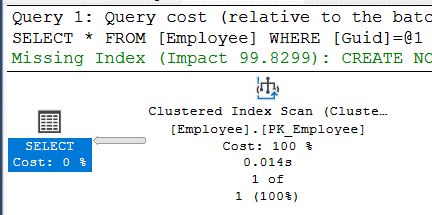 Query 1: Query cost (relative to the batc
SELECT * FROM [Employee] WHERE [Guid]=@1
Missing Index (Impact 99.8299): CREATE NO
SELECT
Cost: 0 %
Clustered Index Scan (Cluste…
[Employee].[PK_Employee]
Cost: 100 %
0.014s
1 of
1 (100%)